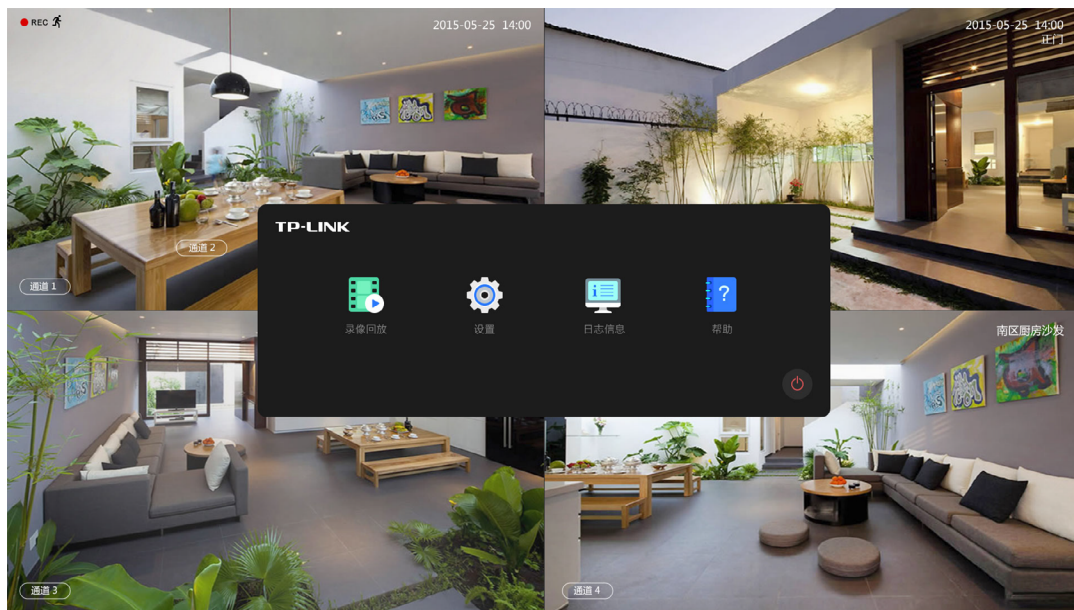 REC
2015-05-25 14:00
2015-05-25 14:00
正门
通道 2
通道 1
TP-LINK
录像回放
设置
日志信息
帮助
南区厨房沙发
通道 3
通道 4